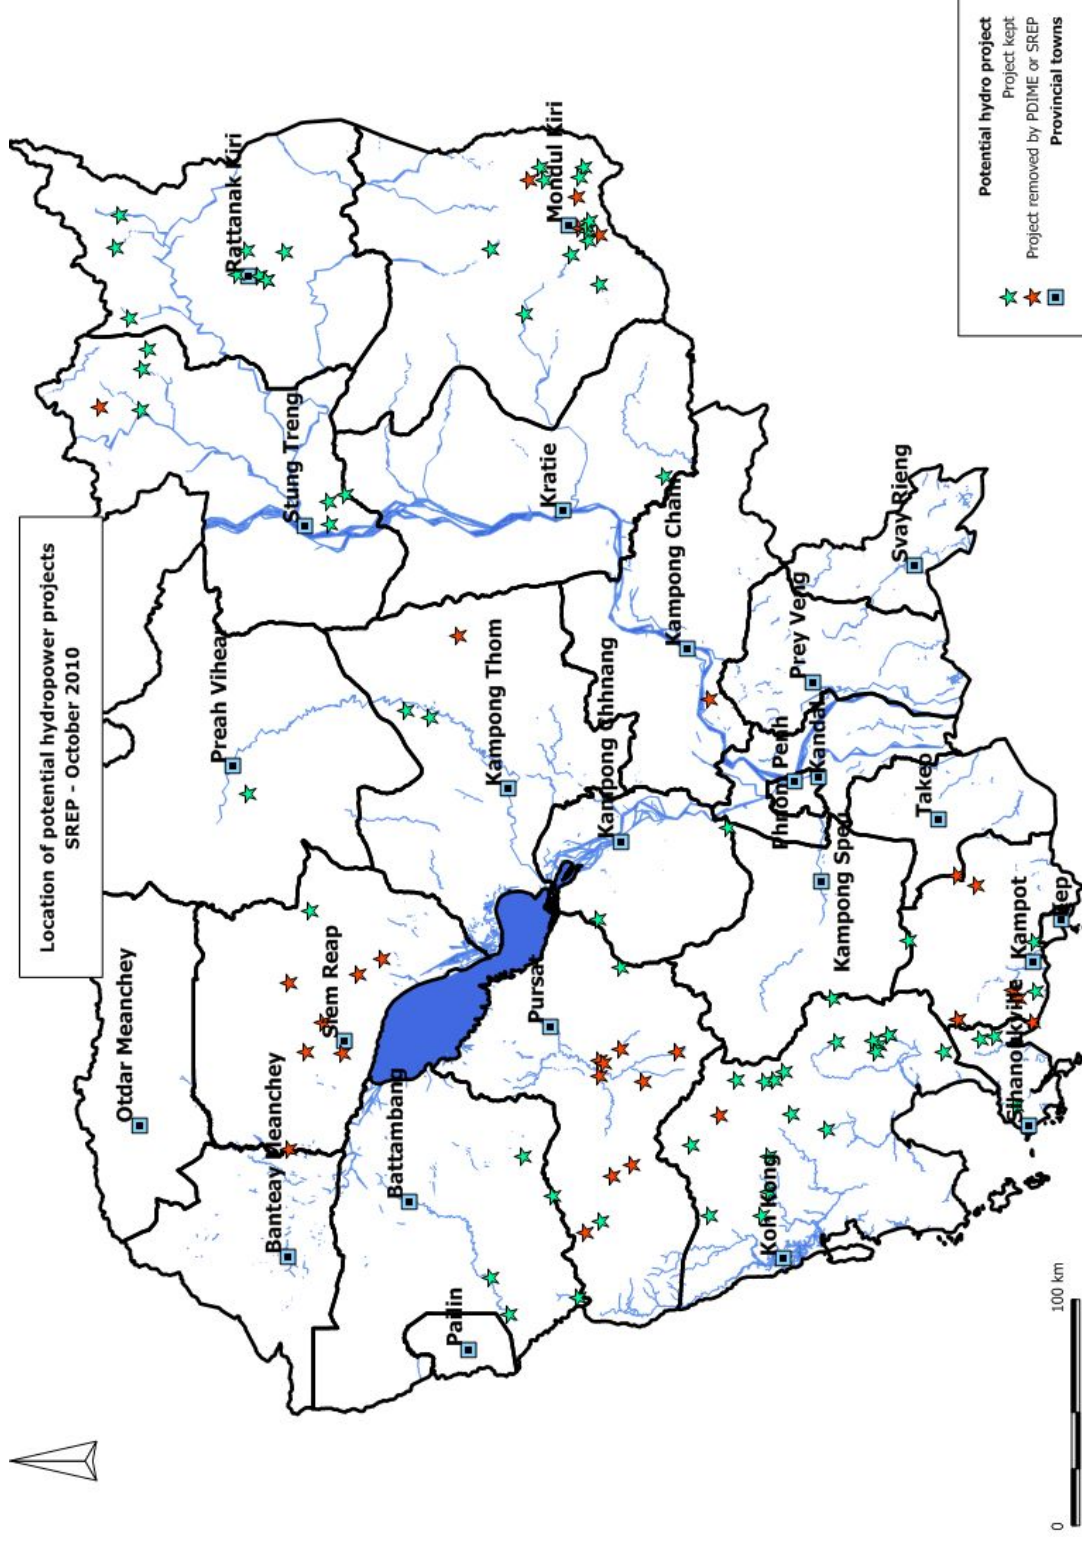 Location of potential hydropower projects
SREP - October 2010
Otdar Meanchey
Banteay Meanchey
Siem Reap
Preah Vihear
Stung Treng
Rattanak Kiri
Battambang
Pailin
Kampong Thom
Kratie
Mondul Kiri
Pursat
Kampong Chhnang
Kampong Cham
Koh Kong
Kampong Speu
Phnom Penh
Kandal
Prey Veng
Svay Rieng
Takeo
Sihanoukville
Kampot
Kep
Potential hydro project
Project kept
Project removed by PDIME or SREP
Provincial towns
0 100 km